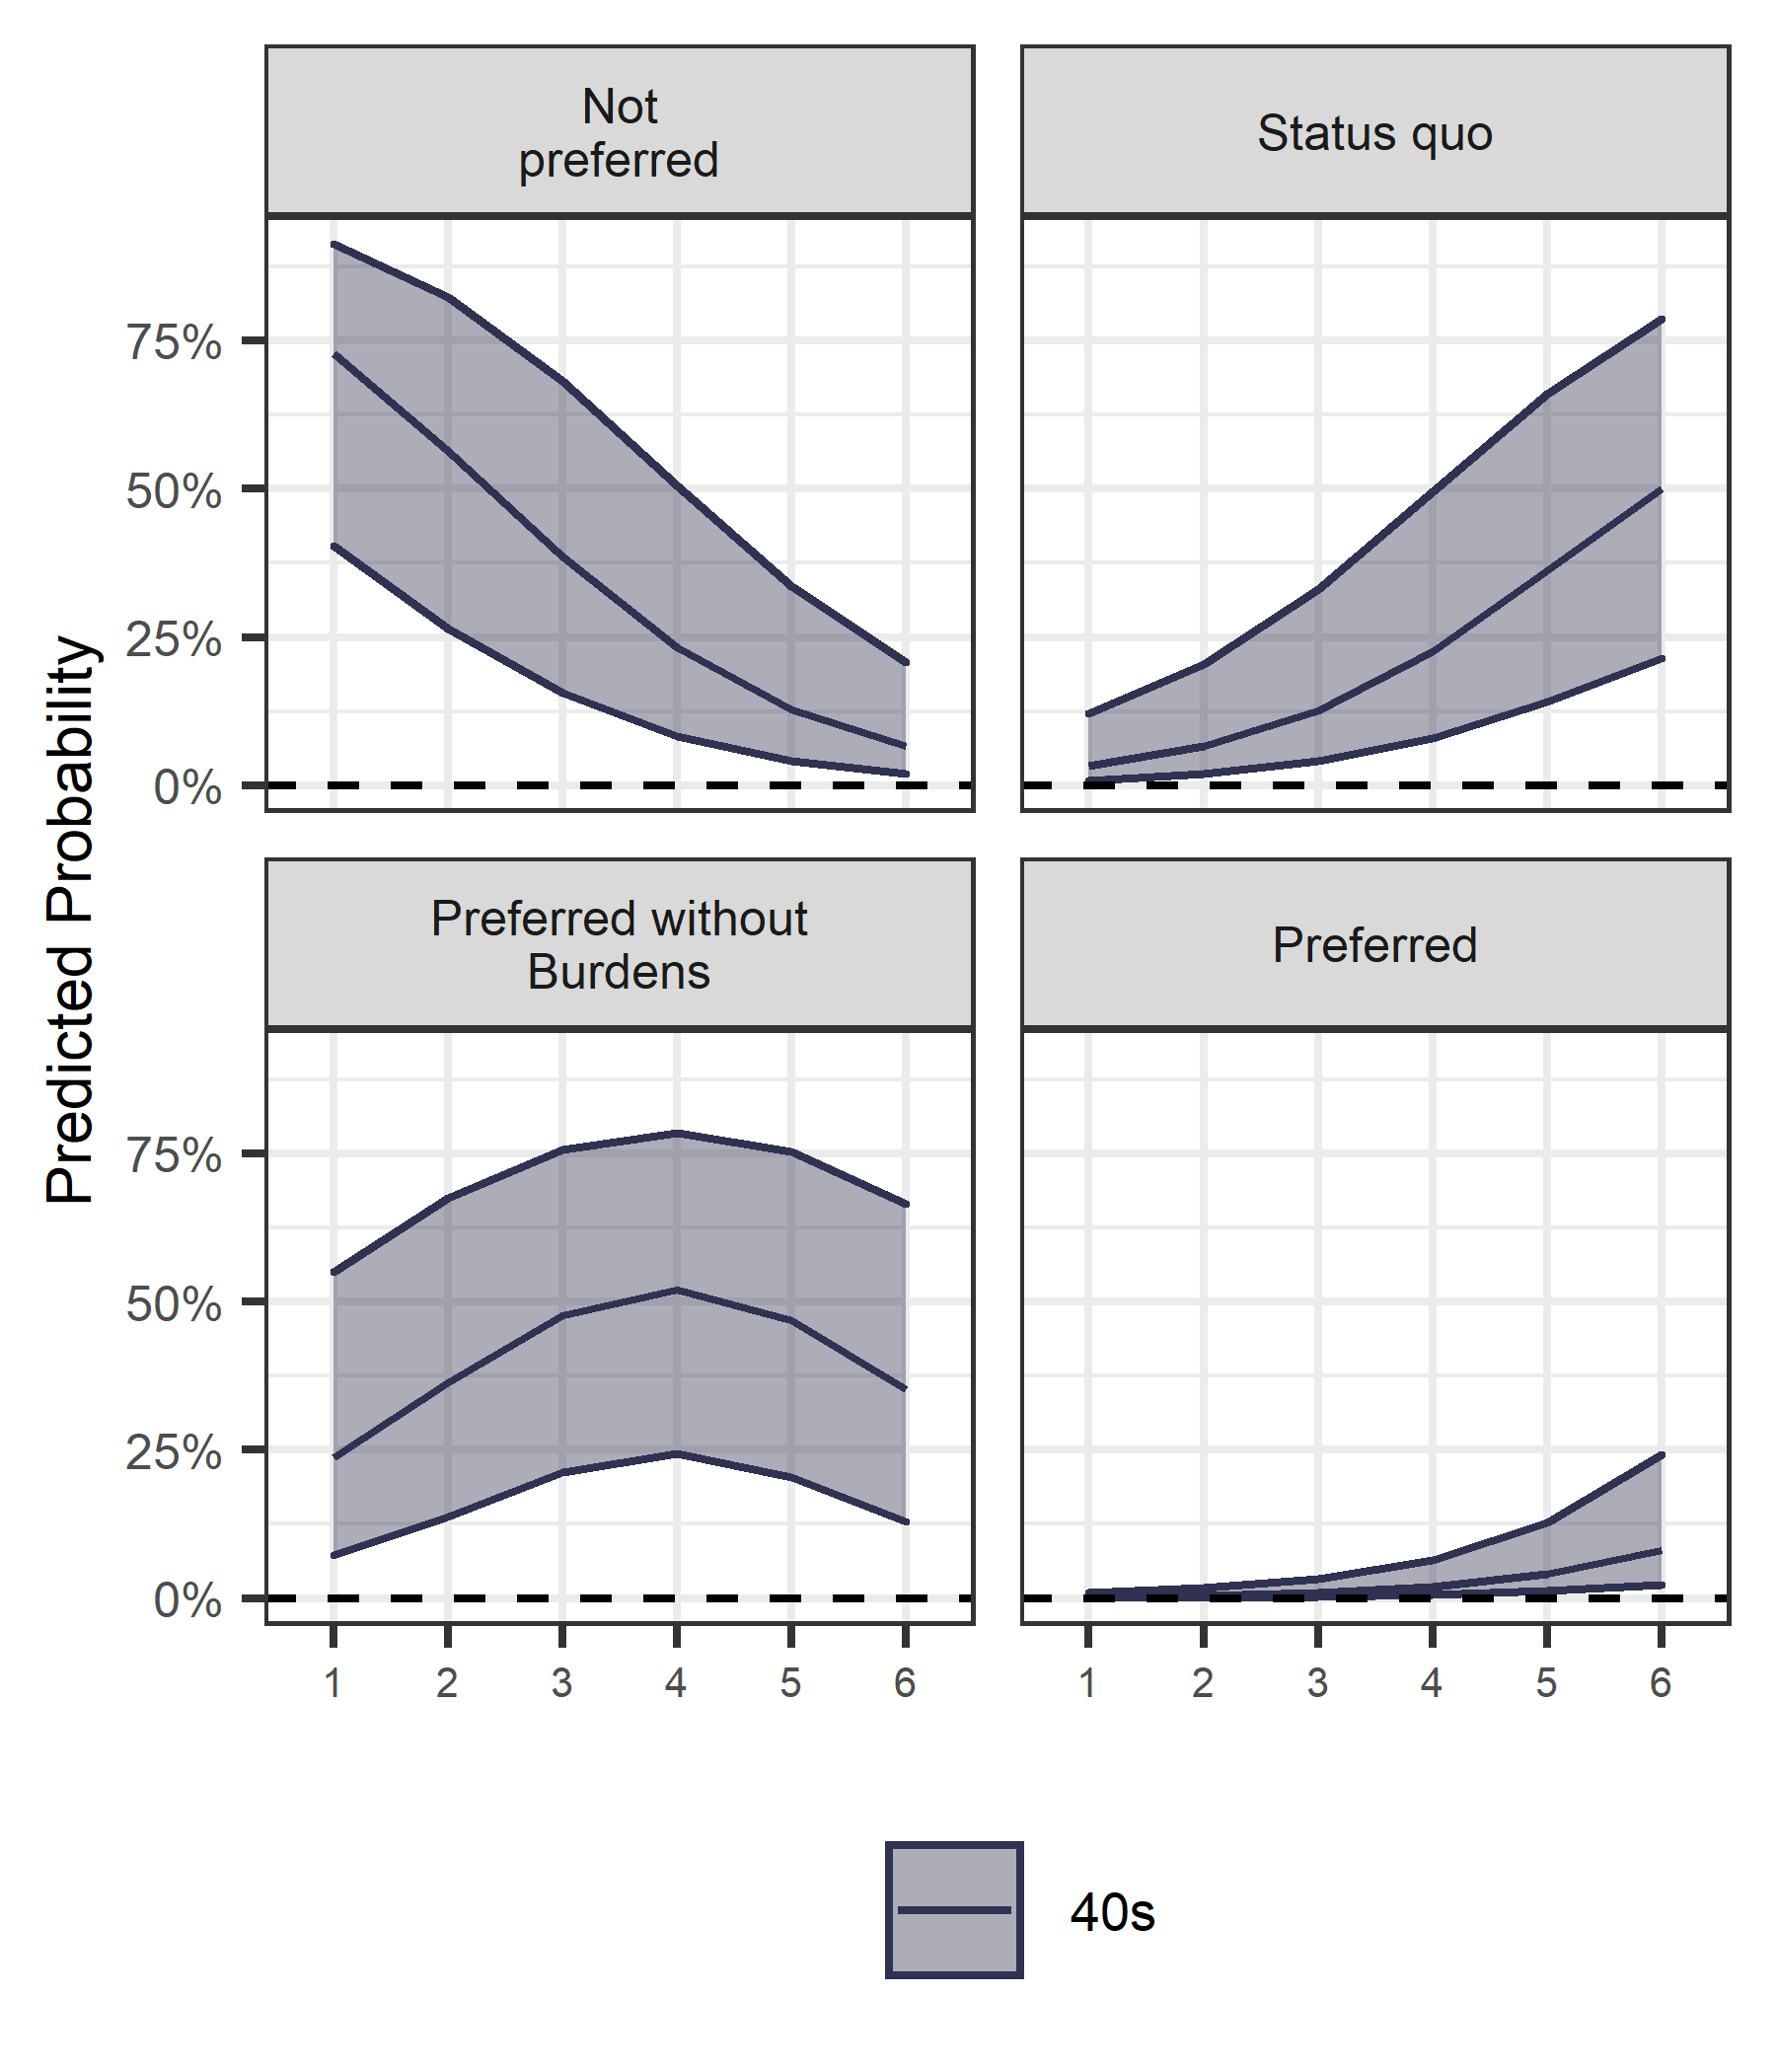 Not
preferred
Status quo
75%
50%
25%
0%
Predicted Probability
Preferred without
Burdens
Preferred
75%
50%
25%
0%
1 2 3 4 5 6
1 2 3 4 5 6
40s